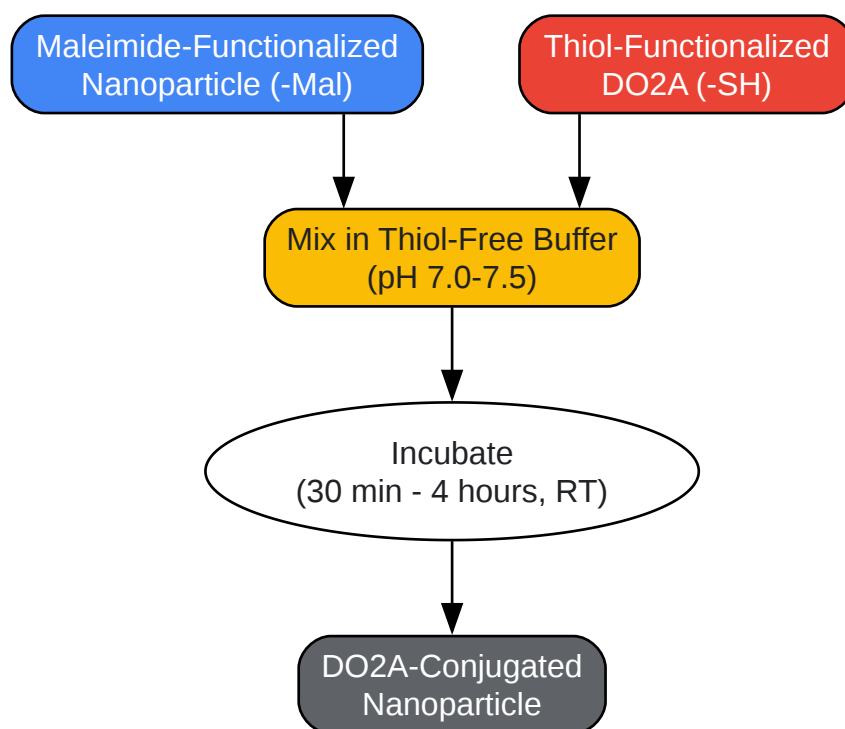 Maleimide-Functionalized
Nanoparticle (-Mal)
Thiol-Functionalized
DO2A (-SH)
Mix in Thiol-Free Buffer
(pH 7.0-7.5)
Incubate
(30 min - 4 hours, RT)
DO2A-Conjugated
Nanoparticle